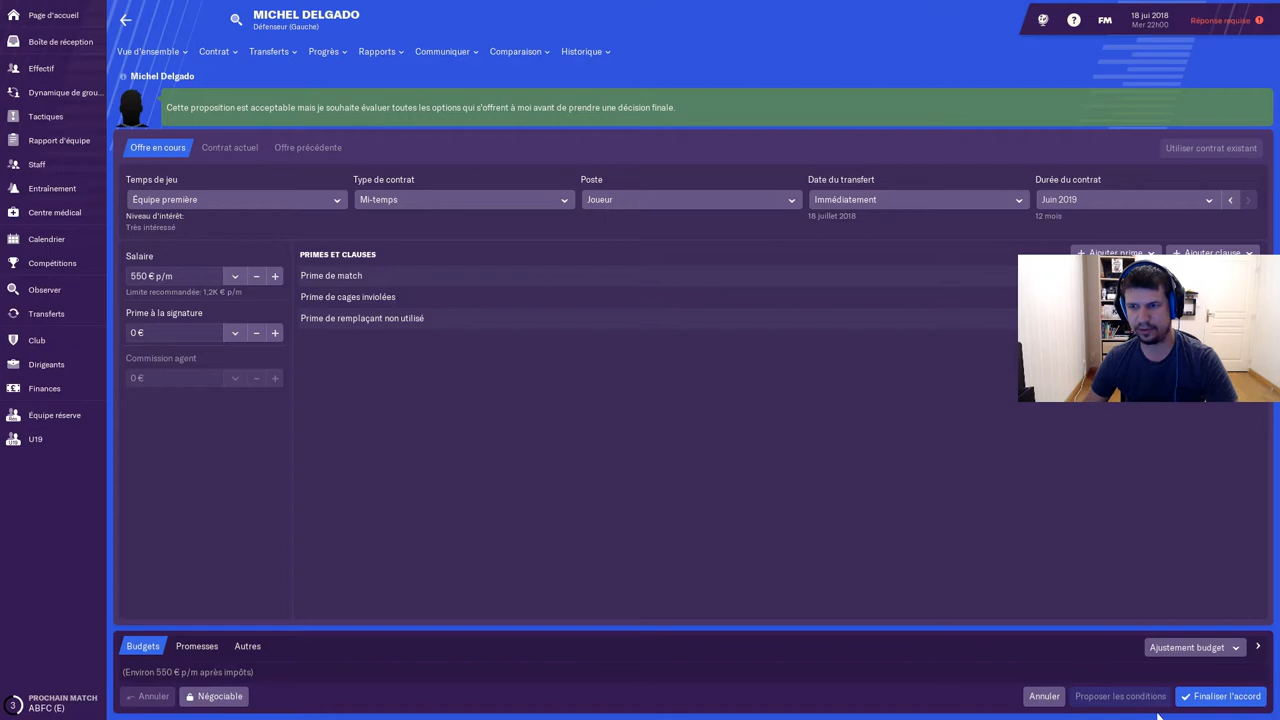 Page d'accueil
Boîte de réception
Effectif
Dynamique de grou...
Tactiques
Rapport d'équipe
Staff
Entraînement
Centre médical
Calendrier
Compétitions
Observer
Transferts
Club
Dirigeants
Finances
Équipe réserve
U19
3 PROCHAIN MATCH
ABFC (E)
MICHEL DELGADO
Défenseur (Gauche)
? FM 18 jui 2018
Mer 22h00
Réponse requise
Vue d'ensemble Contrat Transferts Progrès Rapports Communiquer Comparaison Historique
Michel Delgado
Cette proposition est acceptable mais je souhaite évaluer toutes les options qui s'offrent à moi avant de prendre une décision finale.
Offre en cours Contrat actuel Offre précédente Utiliser contrat existant
Temps de jeu Type de contrat Poste Date du transfert Durée du contrat
Équipe première Mi-temps Joueur Immédiatement Juin 2019
Niveau d'intérêt: 18 juillet 2018 12 mois
Très intéressé
Salaire
550 € p/m
Limite recommandée: 1,2K € p/m
Prime à la signature
0 €
Commission agent
0 €
PRIMES ET CLAUSES + Ajouter prime + Ajouter clause
Prime de match
Prime de cages inviolées
Prime de remplaçant non utilisé
Budgets Promesses Autres Ajustement budget
(Environ 550 € p/m après impôts)
Annuler Négociable Annuler Proposer les conditions Finaliser l'accord